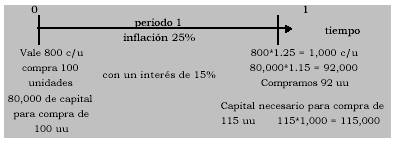 0
1
período 1
tiempo
inflación 25%
Vale 800 c/u
compra 100
unidades
80,000 de capital
para compra de
100 uu
con un interés de 15%
800*1.25 = 1,000 c/u
80,000*1.15 = 92,000
Compramos 92 uu
Capital necesario para compra de
115 uu 115*1,000 = 115,000